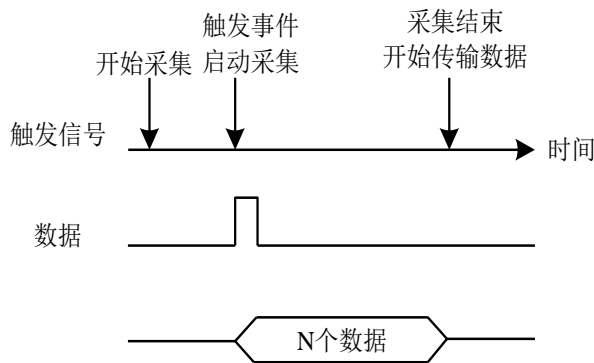 开始采集
触发事件
启动采集
采集结束
开始传输数据
触发信号
时间
数据
N个数据